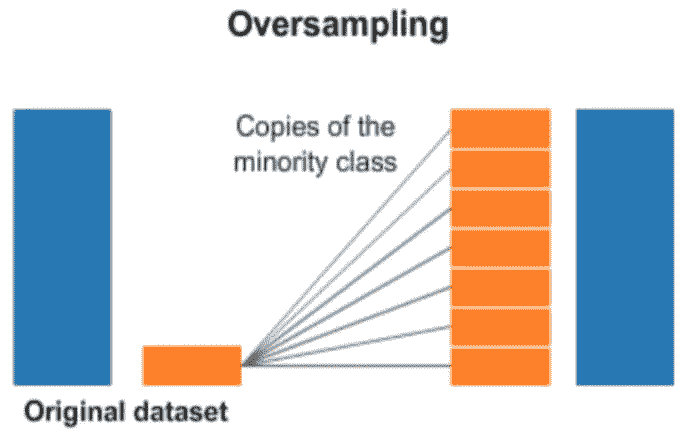 Oversampling
Copies of the
minority class
Original dataset